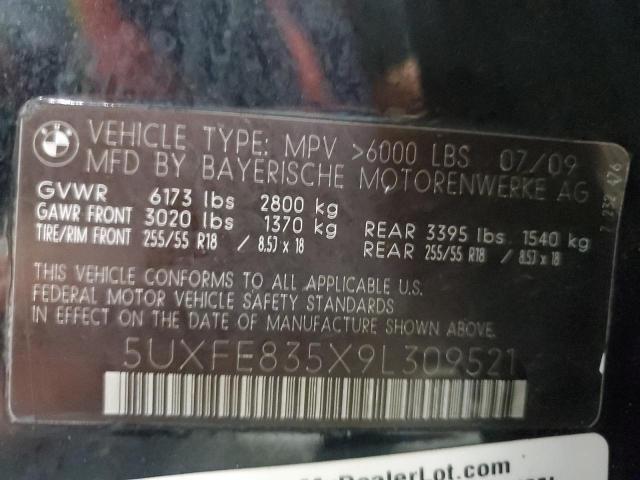 VEHICLE TYPE: MPV >6000 LBS 07/09
MFD BY BAYERISCHE MOTORENWERKE AG
GVWR 6173 lbs 2800 kg
GAWR FRONT 3020 lbs 1370 kg REAR 3395 lbs 1540 kg
TIRE/RIM FRONT 255/55 R18 / 8.5J x 18 REAR 255/55 R18 / 8.5J x 18
THIS VEHICLE CONFORMS TO ALL APPLICABLE U.S.
FEDERAL MOTOR VEHICLE SAFETY STANDARDS
IN EFFECT ON THE DATE OF MANUFACTURE SHOWN ABOVE.
5UXFE835X9L309521
DealerLot.com